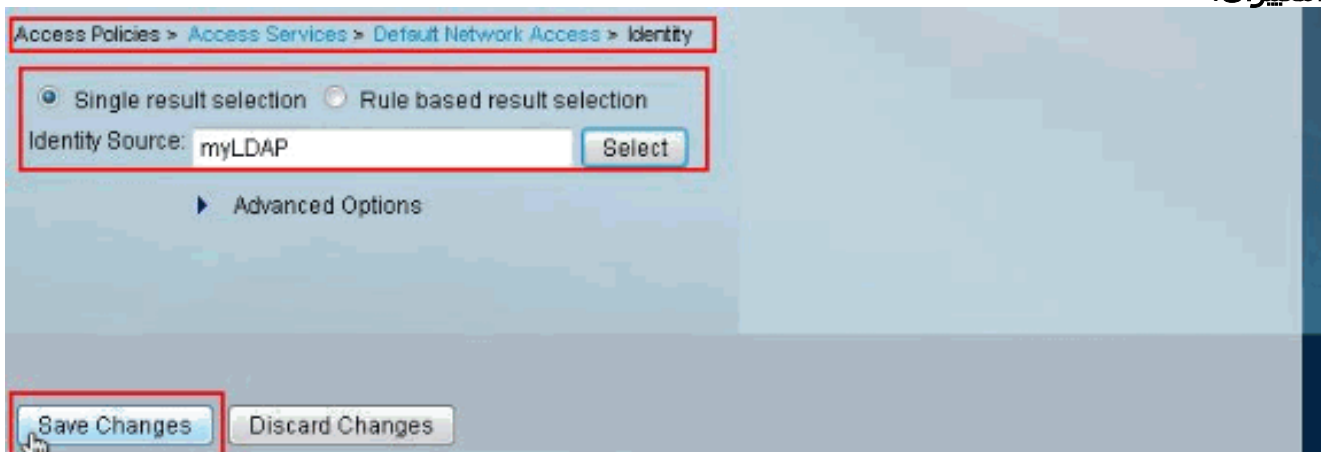 Access Policies > Access Services > Default Network Access > Identity
Single result selection Rule based result selection
Identity Source: myLDAP Select
Advanced Options
Save Changes Discard Changes